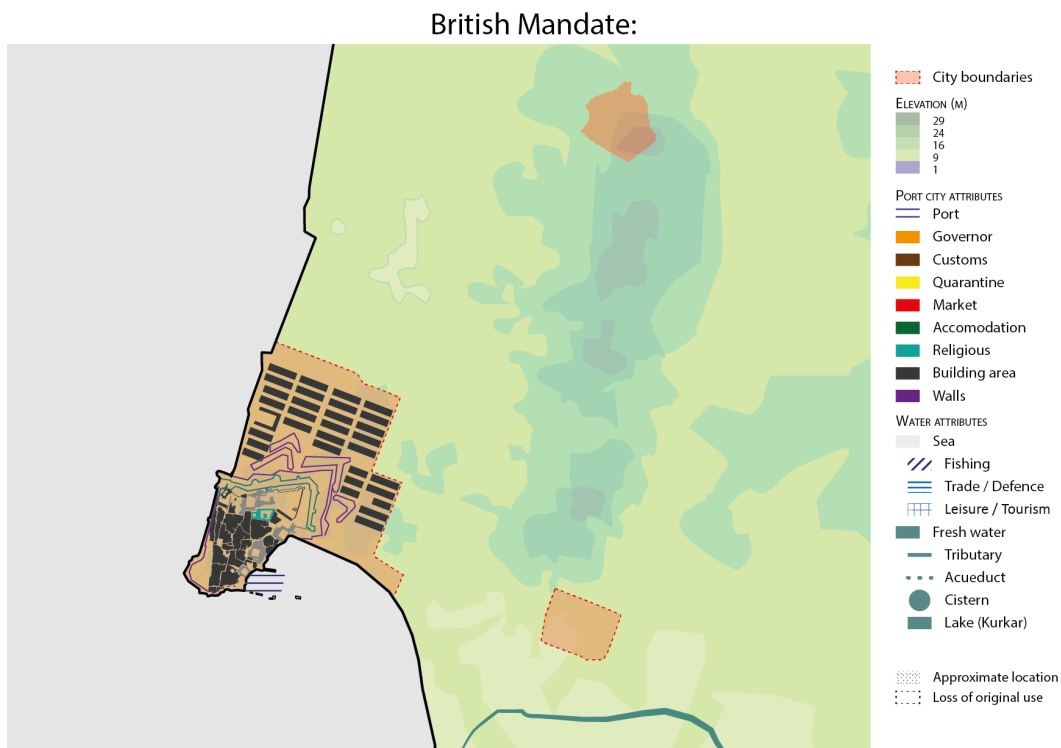 British Mandate:
City boundaries
Elevation (m)
29
24
16
9
1
Port city attributes
Port
Governor
Customs
Quarantine
Market
Accomodation
Religious
Building area
Walls
Water attributes
Sea
Fishing
Trade / Defence
Leisure / Tourism
Fresh water
Tributary
Acueduct
Cistern
Lake (Kurkar)
Approximate location
Loss of original use